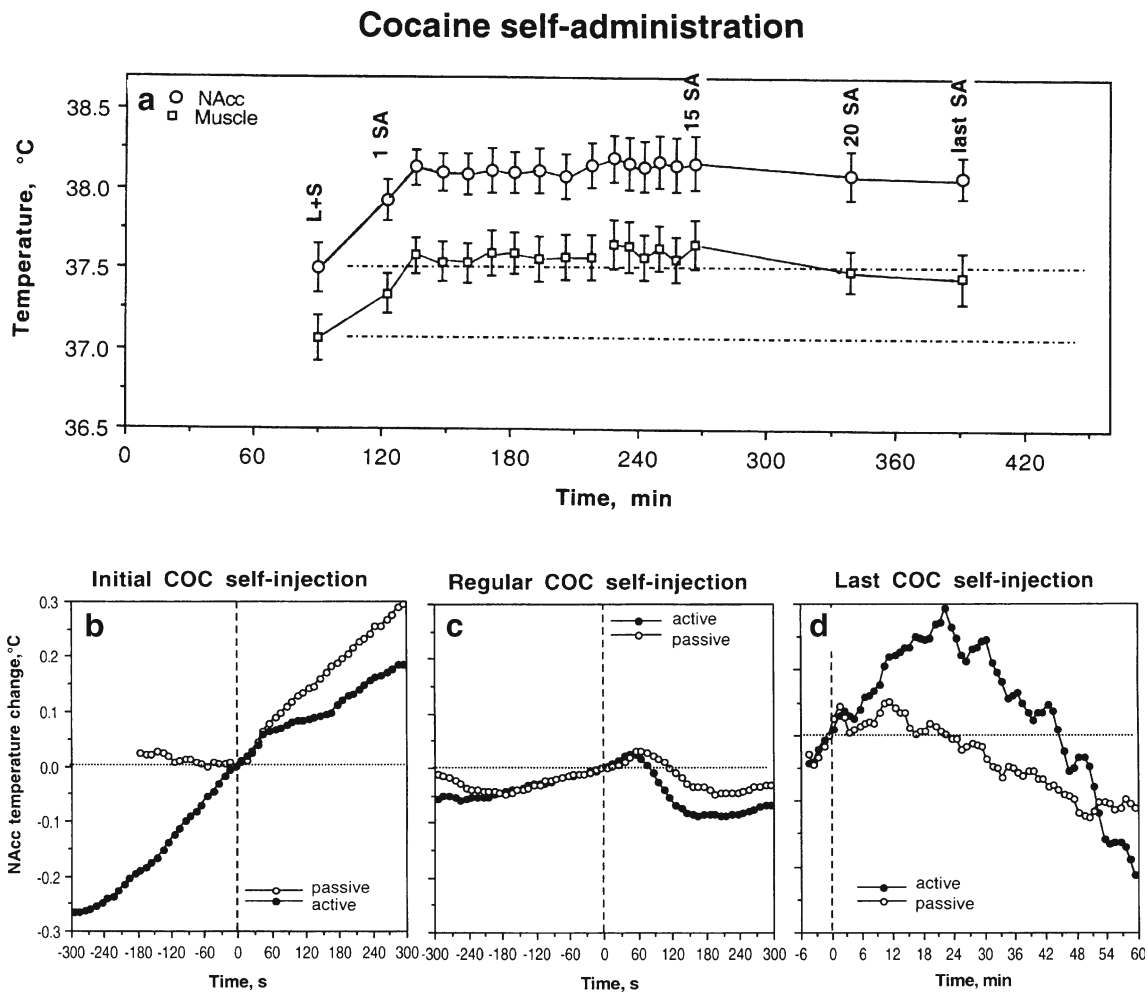 Cocaine self-administration
a
NAcc
Muscle
L+S
1 SA
15 SA
20 SA
last SA
Temperature, °C
38.5
38.0
37.5
37.0
36.5
0 60 120 180 240 300 360 420
Time, min
Initial COC self-injection
Regular COC self-injection
Last COC self-injection
b
NAcc temperature change,°C
0.3
0.2
0.1
0.0
-0.1
-0.2
-0.3
passive
active
-300 -240 -180 -120 -60 0 60 120 180 240 300
Time, s
c
active
passive
-300 -240 -180 -120 -60 0 60 120 180 240 300
Time, s
d
active
passive
-6 0 6 12 18 24 30 36 42 48 54 60
Time, min